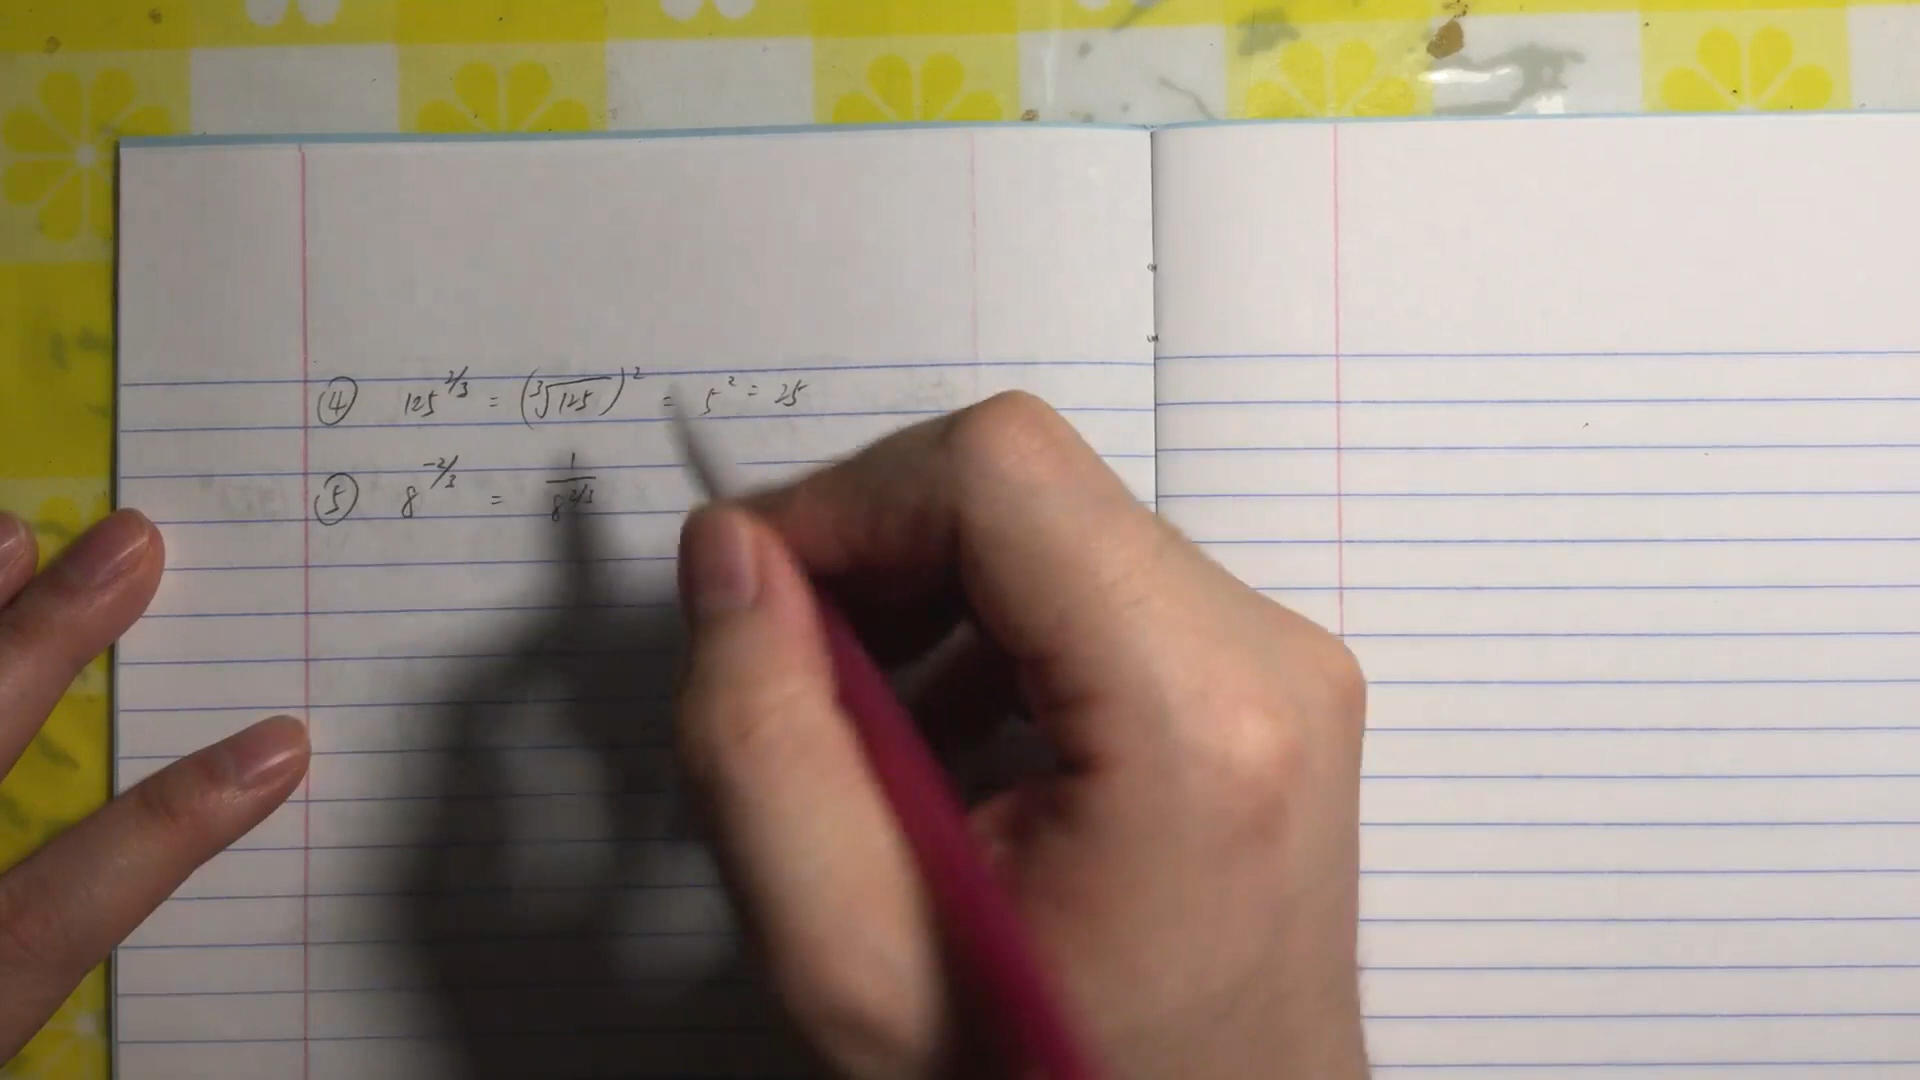 ④ 125^{2/3} = (∛125)^2 = 5^2 = 25
⑤ 8^{-2/3} = 1/8^{2/3}